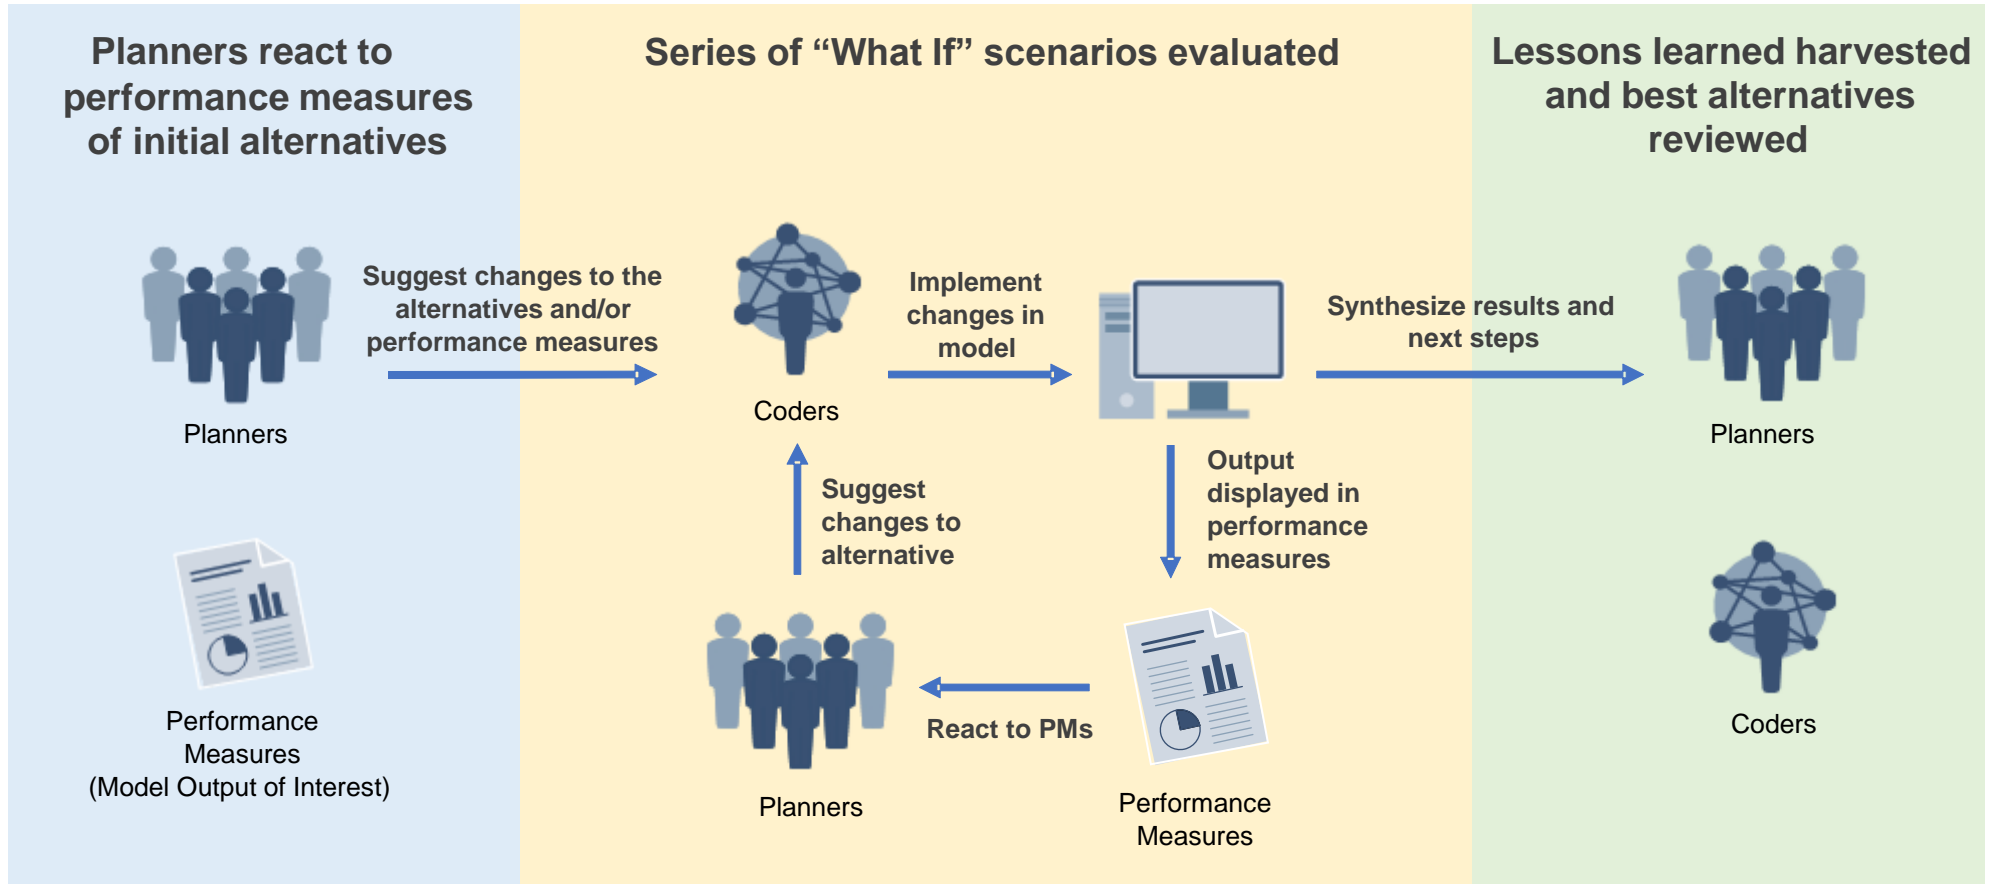 Planners react to
performance measures
of initial alternatives
Series of “What If” scenarios evaluated
Lessons learned harvested
and best alternatives
reviewed
Suggest changes to the
alternatives and/or
performance measures
Planners
Performance
Measures
(Model Output of Interest)
Coders
Implement
changes in
model
Synthesize results and
next steps
Suggest
changes to
alternative
Output
displayed in
performance
measures
React to PMs
Planners
Performance
Measures
Planners
Coders